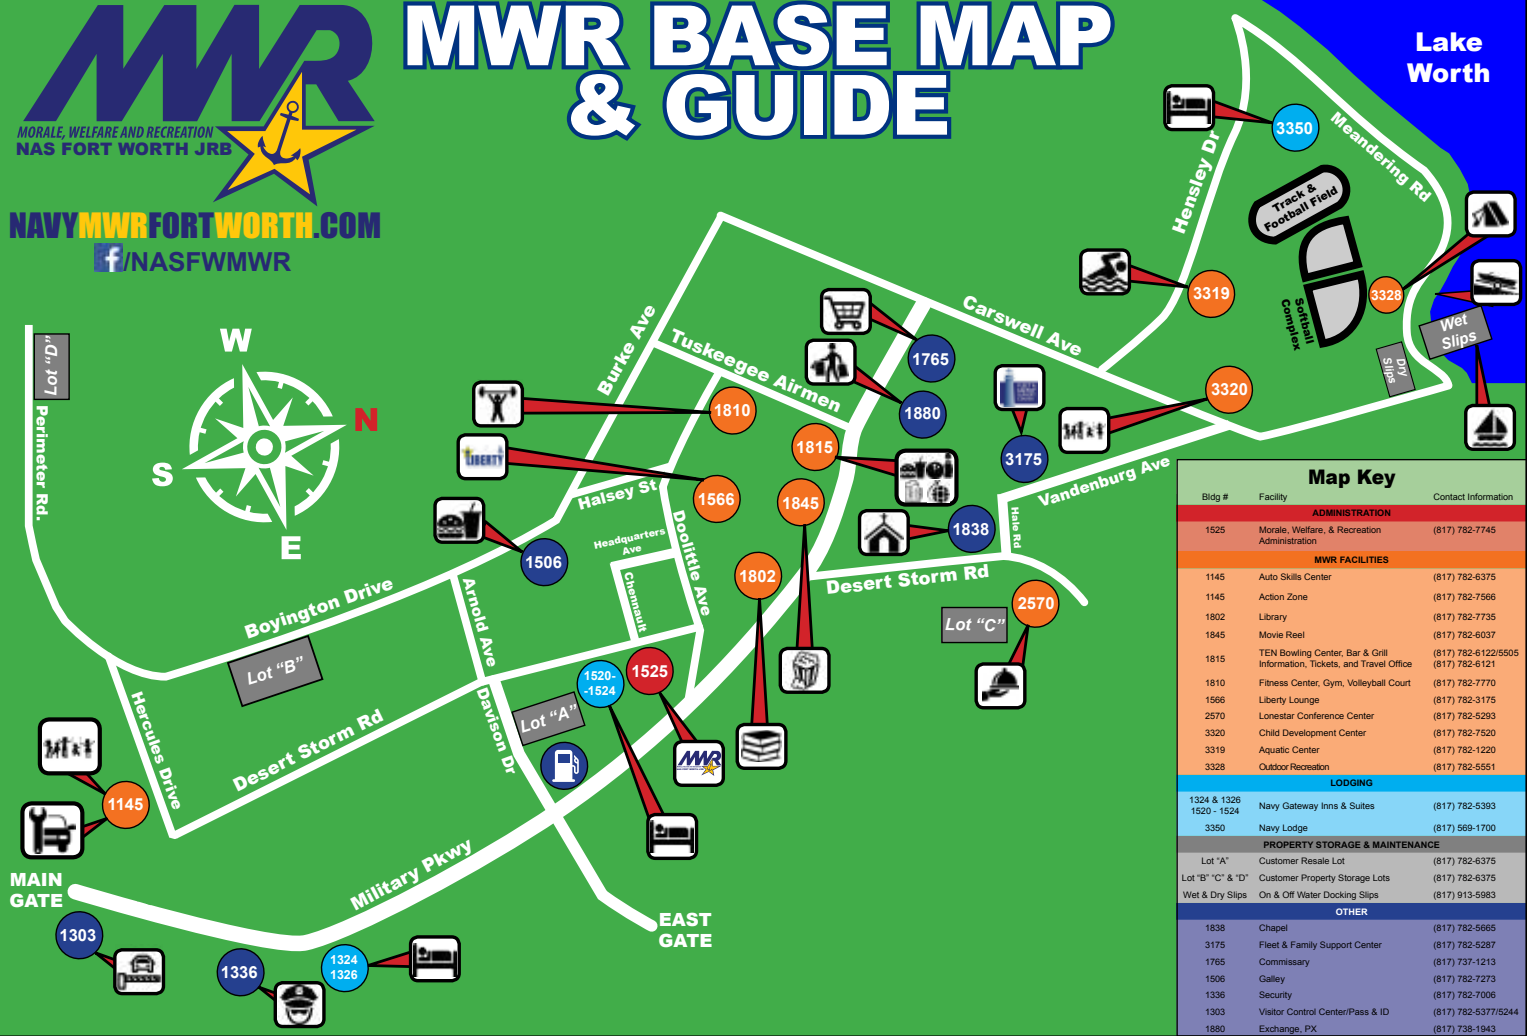 MWR
MORALE, WELFARE AND RECREATION
NAS FORT WORTH JRB
NAVYMWRFORTWORTH.COM
f/NASFWMWR
MWR BASE MAP
& GUIDE
Lake
Worth
3350
Hensley Dr
Meandering Rd
Track &
Football Field
Softball
Complex
3319
3328
Wet
Slips
Dry
Slips
W
N
S
E
Lot "D"
Perimeter Rd.
Burke Ave
Tuskeegee Airmen
Carswell Ave
1765
1880
1810
1815
LIBERTY
1566
1845
3175
3320
Vandenburg Ave
Halsey St
Headquarters
Ave
Doolittle Ave
Chennault
1506
1838
Hale Rd
Desert Storm Rd
1802
2570
Lot "C"
Boyington Drive
Arnold Ave
Lot "B"
1520-
-1524
1525
Lot "A"
Davison Dr
MWR
Hercules Drive
Desert Storm Rd
1145
Military Pkwy
MAIN
GATE
EAST
GATE
1303
1336
1324
1326
Map Key
Bldg # Facility Contact Information
ADMINISTRATION
1525 Morale, Welfare, & Recreation (817) 782-7745
Administration
MWR FACILITIES
1145 Auto Skills Center (817) 782-6375
1145 Action Zone (817) 782-7566
1802 Library (817) 782-7735
1845 Movie Reel (817) 782-6037
1815 TEN Bowling Center, Bar & Grill (817) 782-6122/5505
Information, Tickets, and Travel Office (817) 782-6121
1810 Fitness Center, Gym, Volleyball Court (817) 782-7770
1566 Liberty Lounge (817) 782-3175
2570 Lonestar Conference Center (817) 782-5293
3320 Child Development Center (817) 782-7520
3319 Aquatic Center (817) 782-1220
3328 Outdoor Recreation (817) 782-5551
LODGING
1324 & 1326
1520 - 1524 Navy Gateway Inns & Suites (817) 782-5393
3350 Navy Lodge (817) 569-1700
PROPERTY STORAGE & MAINTENANCE
Lot "A" Customer Resale Lot (817) 782-6375
Lot "B" "C" & "D" Customer Property Storage Lots (817) 782-6375
Wet & Dry Slips On & Off Water Docking Slips (817) 913-5983
OTHER
1838 Chapel (817) 782-5665
3175 Fleet & Family Support Center (817) 782-5287
1765 Commissary (817) 737-1213
1506 Galley (817) 782-7273
1336 Security (817) 782-7006
1303 Visitor Control Center/Pass & ID (817) 782-5377/5244
1880 Exchange, PX (817) 738-1943